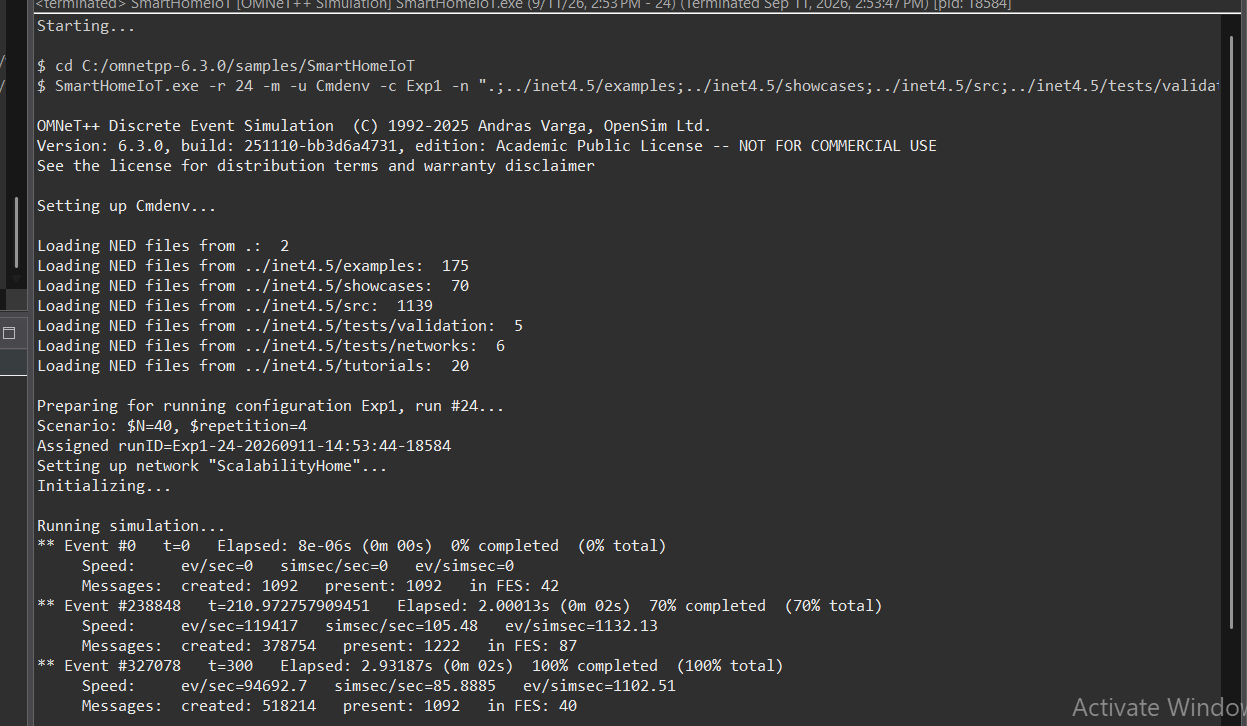 <terminated> SmartHomeIoT [OMNeT++ Simulation] SmartHomeIoT.exe (9/11/26, 2:53 PM - 24) (Terminated Sep 11, 2026, 2:53:47 PM) [pid: 18584]
Starting...
$ cd C:/omnetpp-6.3.0/samples/SmartHomeIoT
$ SmartHomeIoT.exe -r 24 -m -u Cmdenv -c Exp1 -n ".;../inet4.5/examples;../inet4.5/showcases;../inet4.5/src;../inet4.5/tests/validat
OMNeT++ Discrete Event Simulation  (C) 1992-2025 Andras Varga, OpenSim Ltd.
Version: 6.3.0, build: 251110-bb3d6a4731, edition: Academic Public License -- NOT FOR COMMERCIAL USE
See the license for distribution terms and warranty disclaimer
Setting up Cmdenv...
Loading NED files from .:  2
Loading NED files from ../inet4.5/examples:  175
Loading NED files from ../inet4.5/showcases:  70
Loading NED files from ../inet4.5/src:  1139
Loading NED files from ../inet4.5/tests/validation:  5
Loading NED files from ../inet4.5/tests/networks:  6
Loading NED files from ../inet4.5/tutorials:  20
Preparing for running configuration Exp1, run #24...
Scenario: $N=40, $repetition=4
Assigned runID=Exp1-24-20260911-14:53:44-18584
Setting up network "ScalabilityHome"...
Initializing...
Running simulation...
** Event #0   t=0   Elapsed: 8e-06s (0m 00s)  0% completed  (0% total)
     Speed:     ev/sec=0   simsec/sec=0   ev/simsec=0
     Messages:  created: 1092   present: 1092   in FES: 42
** Event #238848   t=210.972757909451   Elapsed: 2.00013s (0m 02s)  70% completed  (70% total)
     Speed:     ev/sec=119417   simsec/sec=105.48   ev/simsec=1132.13
     Messages:  created: 378754   present: 1222   in FES: 87
** Event #327078   t=300   Elapsed: 2.93187s (0m 02s)  100% completed  (100% total)
     Speed:     ev/sec=94692.7   simsec/sec=85.8885   ev/simsec=1102.51
     Messages:  created: 518214   present: 1092   in FES: 40
Activate Window